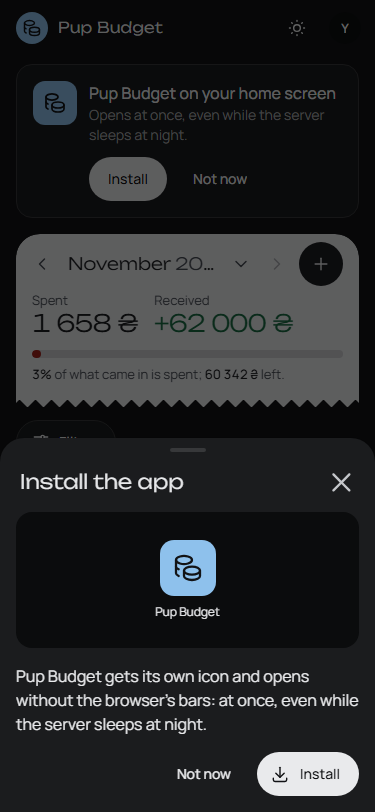 Pup Budget
Y
Pup Budget on your home screen
Opens at once, even while the server
sleeps at night.
Install
Not now
November 20...
Spent
Received
1 658 ₴
+62 000 ₴
3% of what came in is spent; 60 342 ₴ left.
Install the app
Pup Budget
Pup Budget gets its own icon and opens
without the browser's bars: at once, even while
the server sleeps at night.
Not now
Install